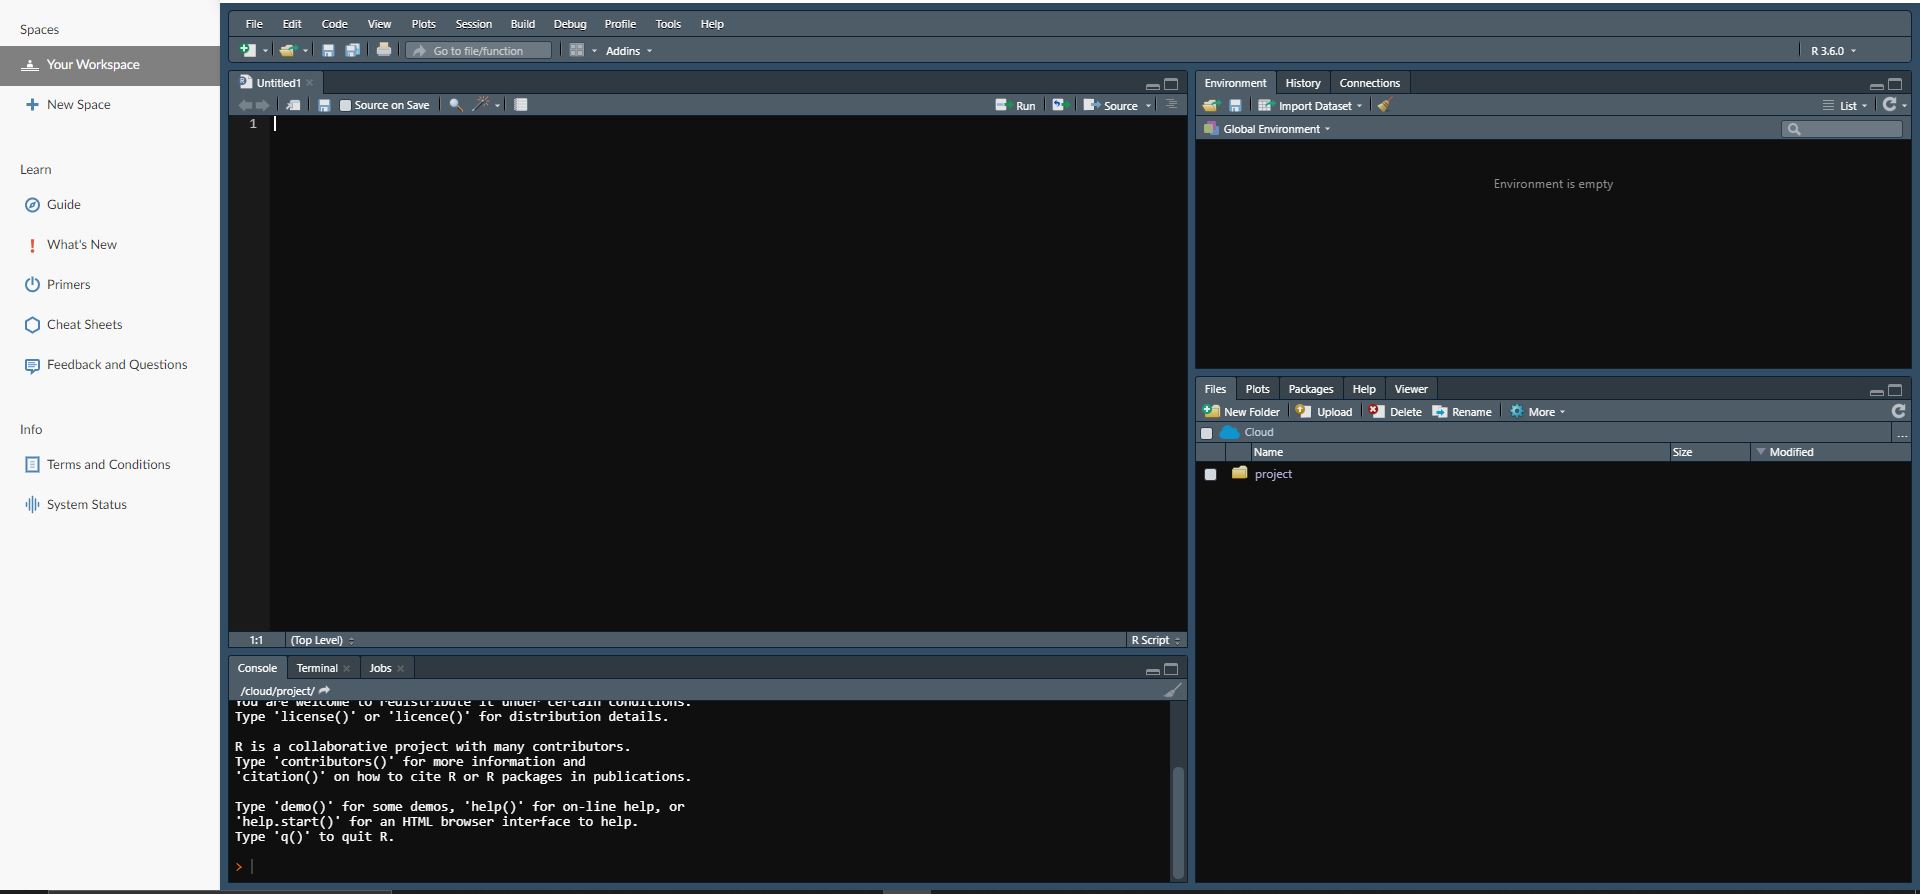 Spaces
Your Workspace
New Space
Learn
Guide
What's New
Primers
Cheat Sheets
Feedback and Questions
Info
Terms and Conditions
System Status
File Edit Code View Plots Session Build Debug Profile Tools Help
Go to file/function Addins R 3.6.0
Untitled1
Source on Save Run Source
1
1:1 (Top Level) R Script
Console Terminal Jobs
/cloud/project/
You are welcome to redistribute it under certain conditions.
Type 'license()' or 'licence()' for distribution details.
R is a collaborative project with many contributors.
Type 'contributors()' for more information and
'citation()' on how to cite R or R packages in publications.
Type 'demo()' for some demos, 'help()' for on-line help, or
'help.start()' for an HTML browser interface to help.
Type 'q()' to quit R.
>
Environment History Connections
Import Dataset List
Global Environment
Environment is empty
Files Plots Packages Help Viewer
New Folder Upload Delete Rename More
Cloud ...
Name Size Modified
project